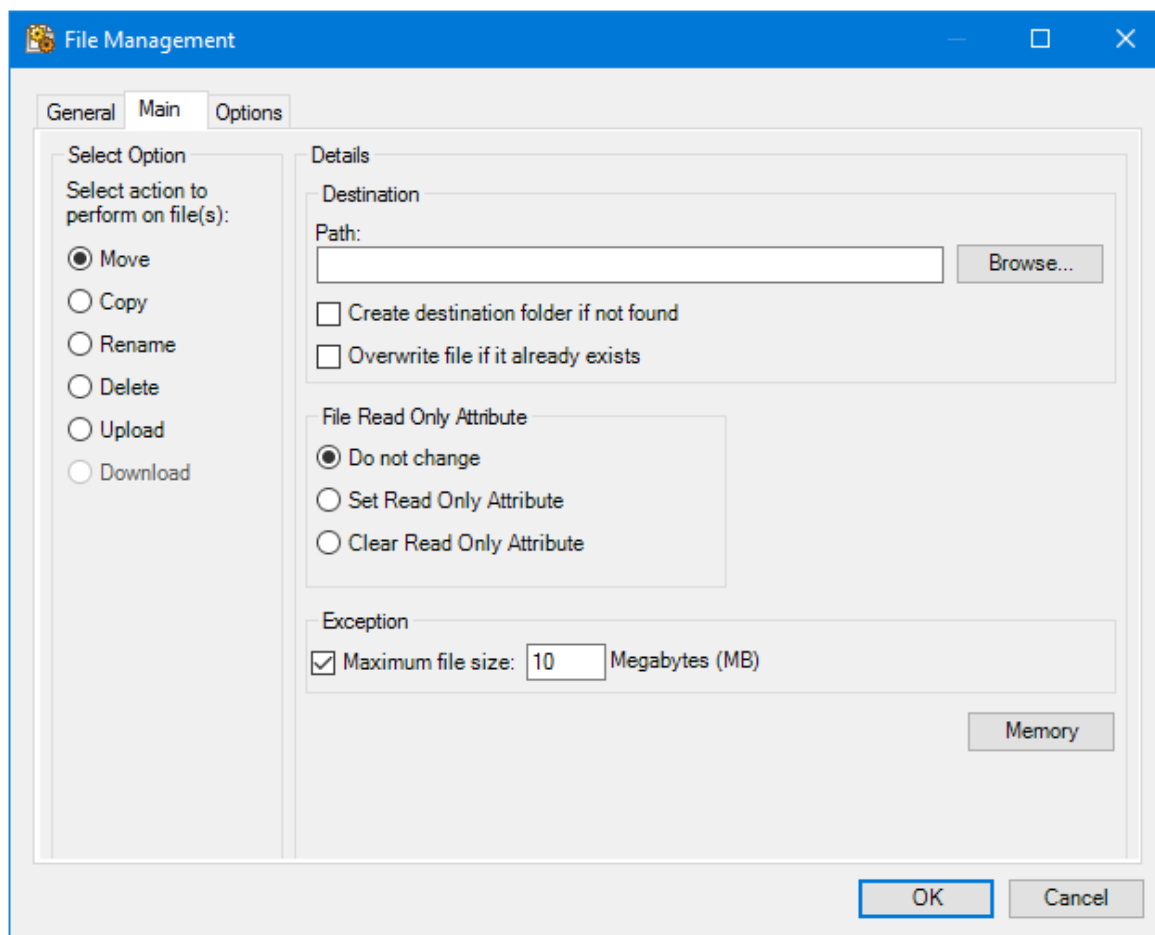 File Management
General Main Options
Select Option
Select action to
perform on file(s):
Move
Copy
Rename
Delete
Upload
Download
Details
Destination
Path:
Browse...
Create destination folder if not found
Overwrite file if it already exists
File Read Only Attribute
Do not change
Set Read Only Attribute
Clear Read Only Attribute
Exception
Maximum file size: 10 Megabytes (MB)
Memory
OK Cancel